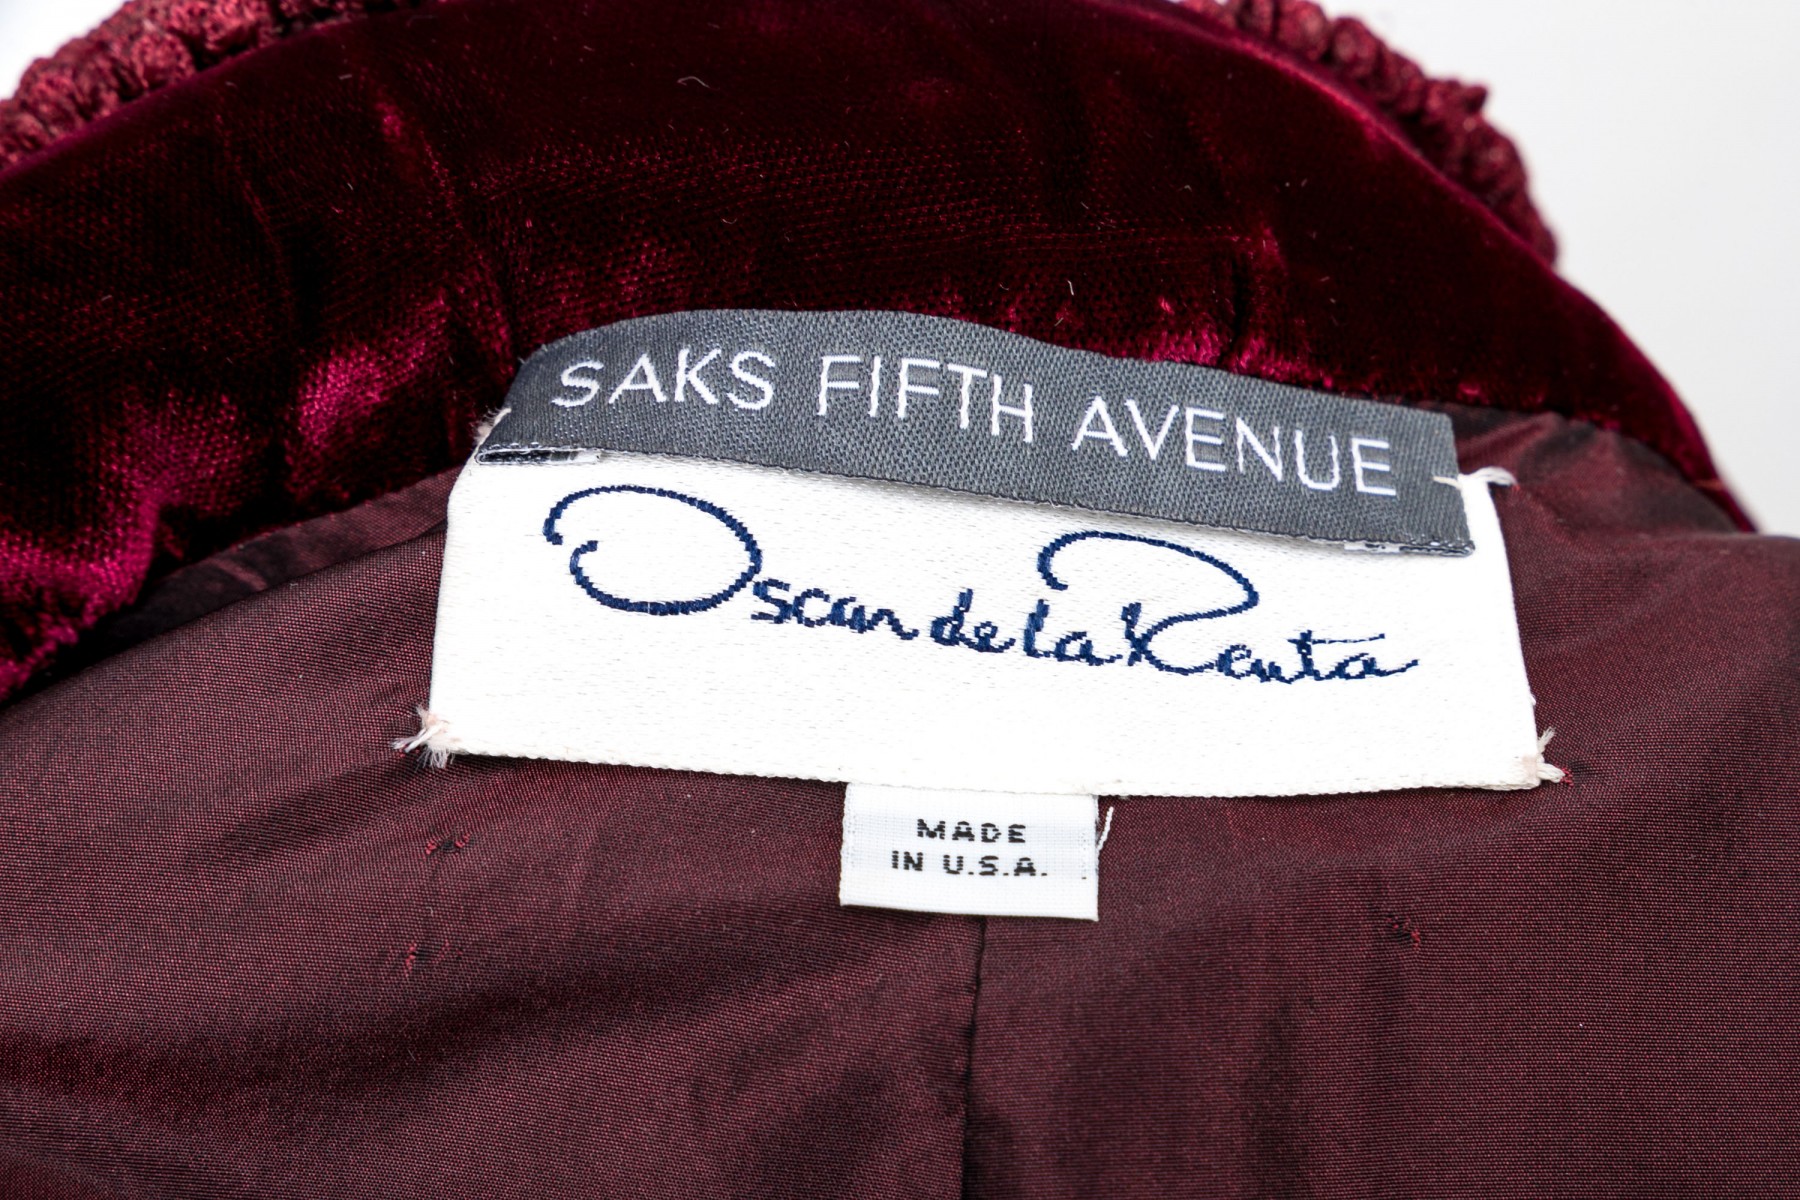 SAKS FIFTH AVENUE
Oscar de la Renta
MADE
IN U.S.A.